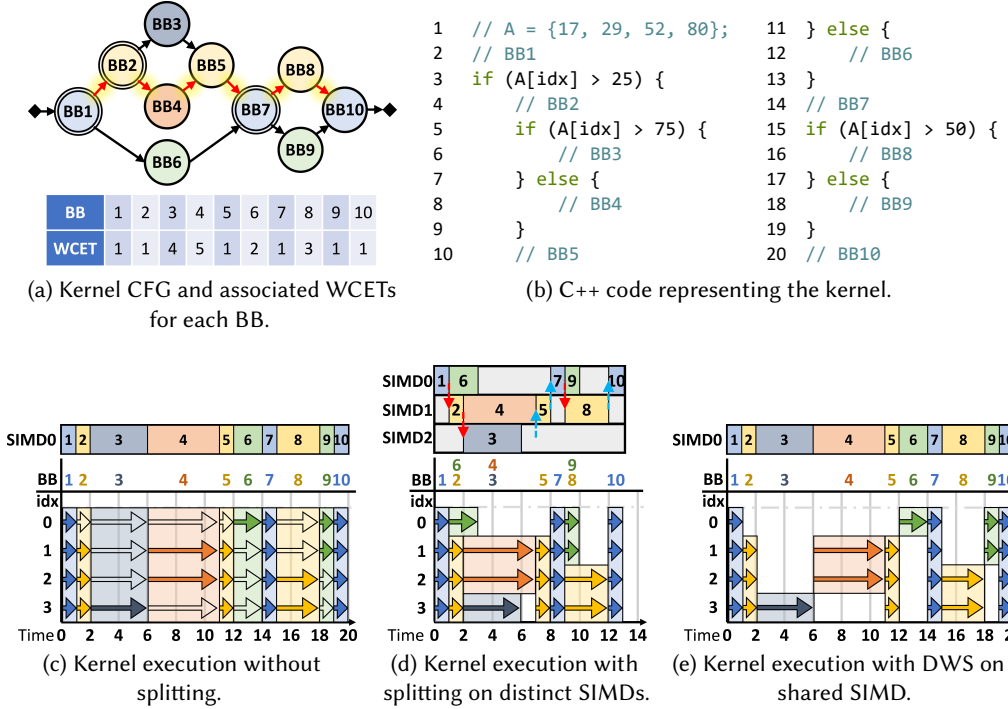 BB3
BB2
BB5
BB8
BB1
BB4
BB7
BB10
BB6
BB9
BB 1 2 3 4 5 6 7 8 9 10
WCET 1 1 4 5 1 2 1 3 1 1
(a) Kernel CFG and associated WCETs
for each BB.
1 // A = {17, 29, 52, 80};
2 // BB1
3 if (A[idx] > 25) {
4 // BB2
5 if (A[idx] > 75) {
6 // BB3
7 } else {
8 // BB4
9 }
10 // BB5
11 } else {
12 // BB6
13 }
14 // BB7
15 if (A[idx] > 50) {
16 // BB8
17 } else {
18 // BB9
19 }
20 // BB10
(b) C++ code representing the kernel.
SIMD0 1 2 3 4 5 6 7 8 9 10
BB 1 2 3 4 5 6 7 8 9 10
idx
0
1
2
3
Time 0 2 4 6 8 10 12 14 16 18 20
(c) Kernel execution without
splitting.
SIMD0 1 6 7 9 10
SIMD1 2 4 5 8
SIMD2 3
6 4 9
BB 1 2 3 5 7 8 10
idx
0
1
2
3
Time 0 2 4 6 8 10 12 14
(d) Kernel execution with
splitting on distinct SIMDs.
SIMD0 1 2 3 4 5 6 7 8 9 10
BB 1 2 3 4 5 6 7 8 9 10
idx
0
1
2
3
Time 0 2 4 6 8 10 12 14 16 18
(e) Kernel execution with DWS on
shared SIMD.